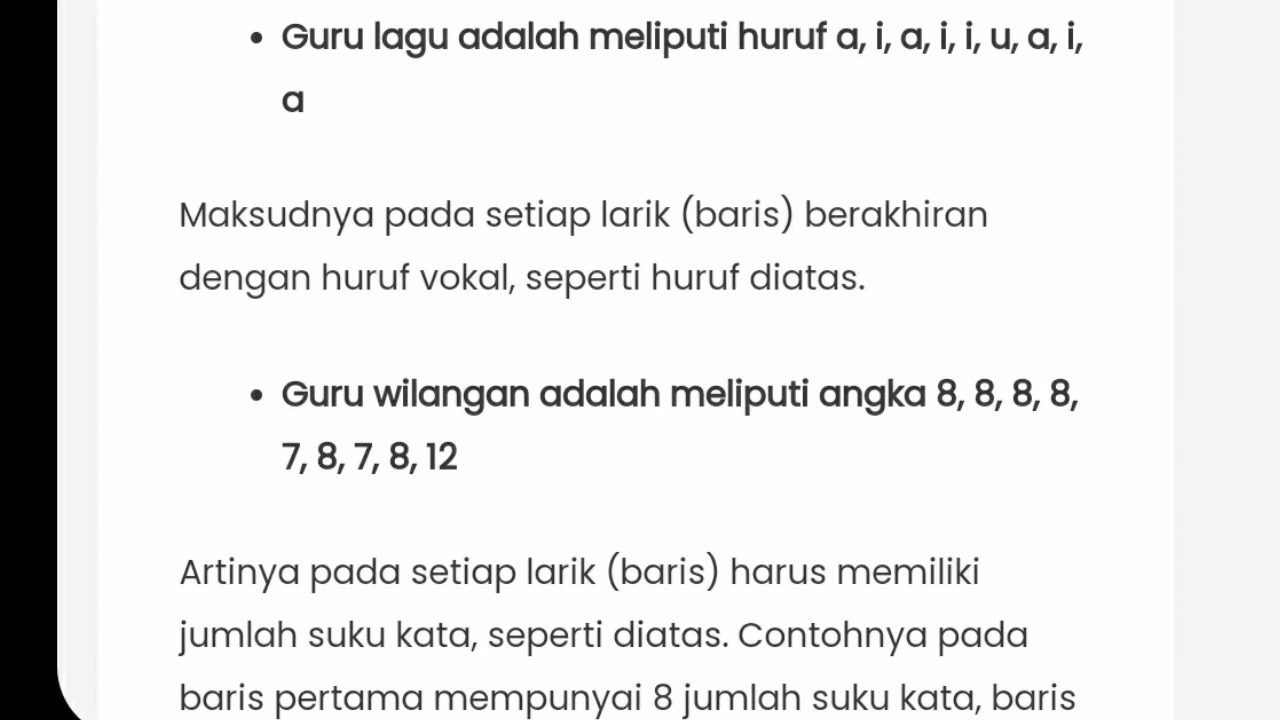 • Guru lagu adalah meliputi huruf a, i, a, i, i, u, a, i,
a
Maksudnya pada setiap larik (baris) berakhiran
dengan huruf vokal, seperti huruf diatas.
• Guru wilangan adalah meliputi angka 8, 8, 8, 8,
7, 8, 7, 8, 12
Artinya pada setiap larik (baris) harus memiliki
jumlah suku kata, seperti diatas. Contohnya pada
baris pertama mempunyai 8 jumlah suku kata, baris